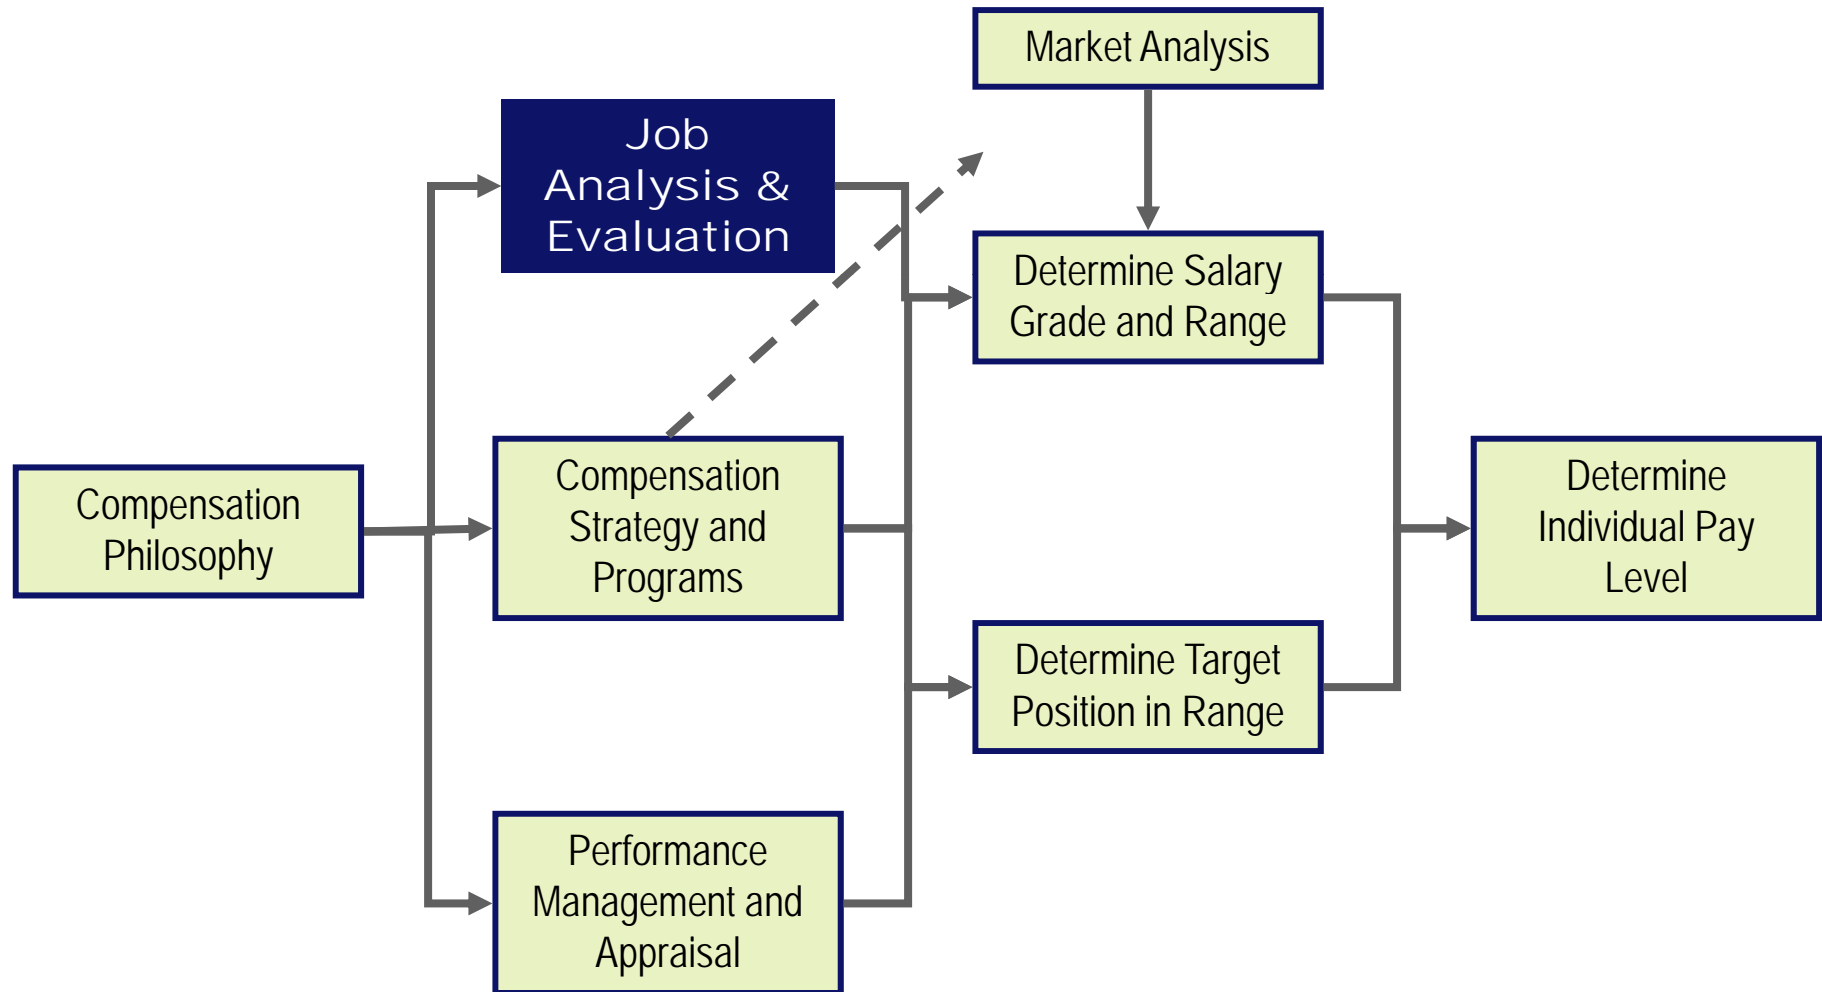 Market Analysis
Job
Analysis &
Evaluation
Determine Salary
Grade and Range
Compensation
Philosophy
Compensation
Strategy and
Programs
Determine
Individual Pay
Level
Determine Target
Position in Range
Performance
Management and
Appraisal